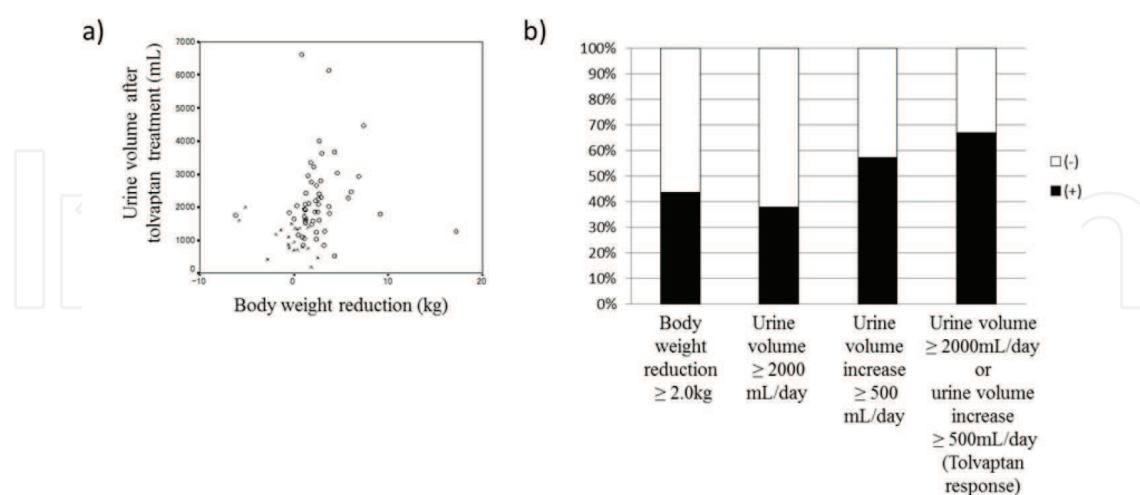 a)
Urine volume after
tolvaptan treatment (mL)
7000
6000
5000
4000
3000
2000
1000
0
-10
0
10
20
Body weight reduction (kg)
b)
100%
90%
80%
70%
60%
50%
40%
30%
20%
10%
0%
(-)
(+)
Body
weight
reduction
≥ 2.0kg
Urine
volume
≥ 2000
mL/day
Urine
volume
increase
≥ 500
mL/day
Urine volume
≥ 2000mL/day
or
urine volume
increase
≥ 500mL/day
(Tolvaptan
response)